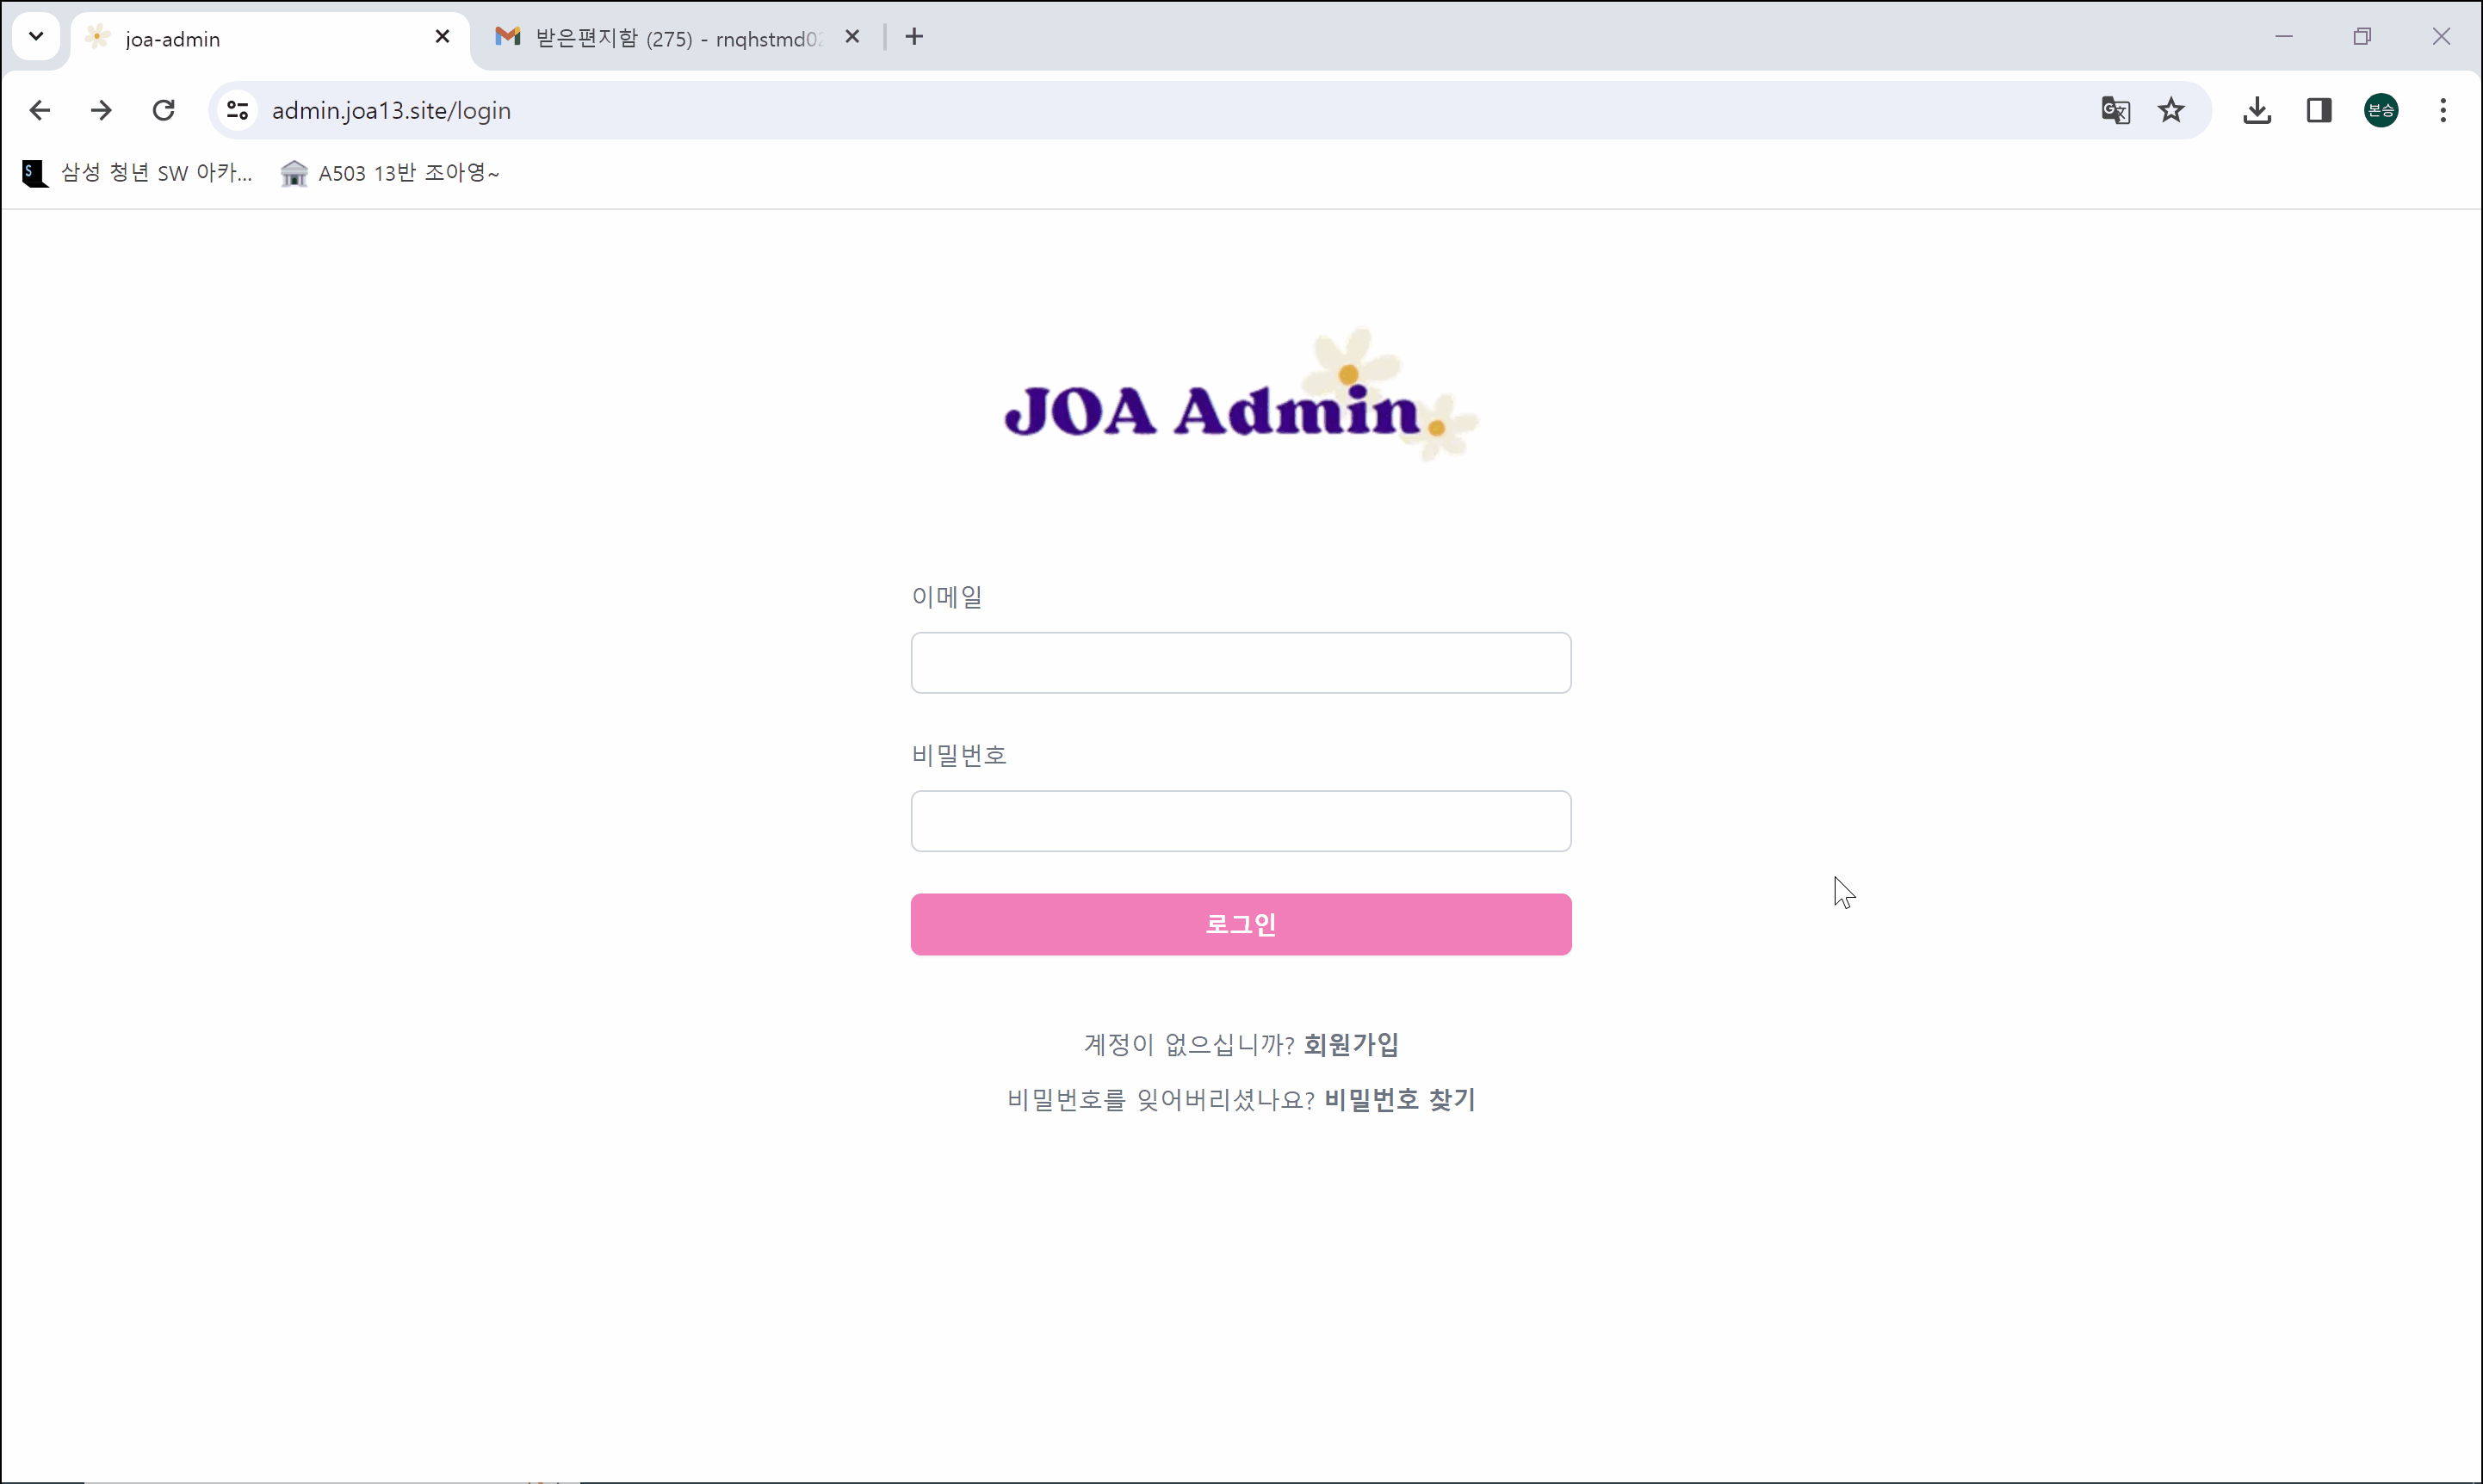 joa-admin
받은편지함 (275) - rnqhstmd0
admin.joa13.site/login
본승
삼성 청년 SW 아카...
A503 13반 조아영~
JOA Admin
이메일
비밀번호
로그인
계정이 없으십니까? 회원가입
비밀번호를 잊어버리셨나요? 비밀번호 찾기